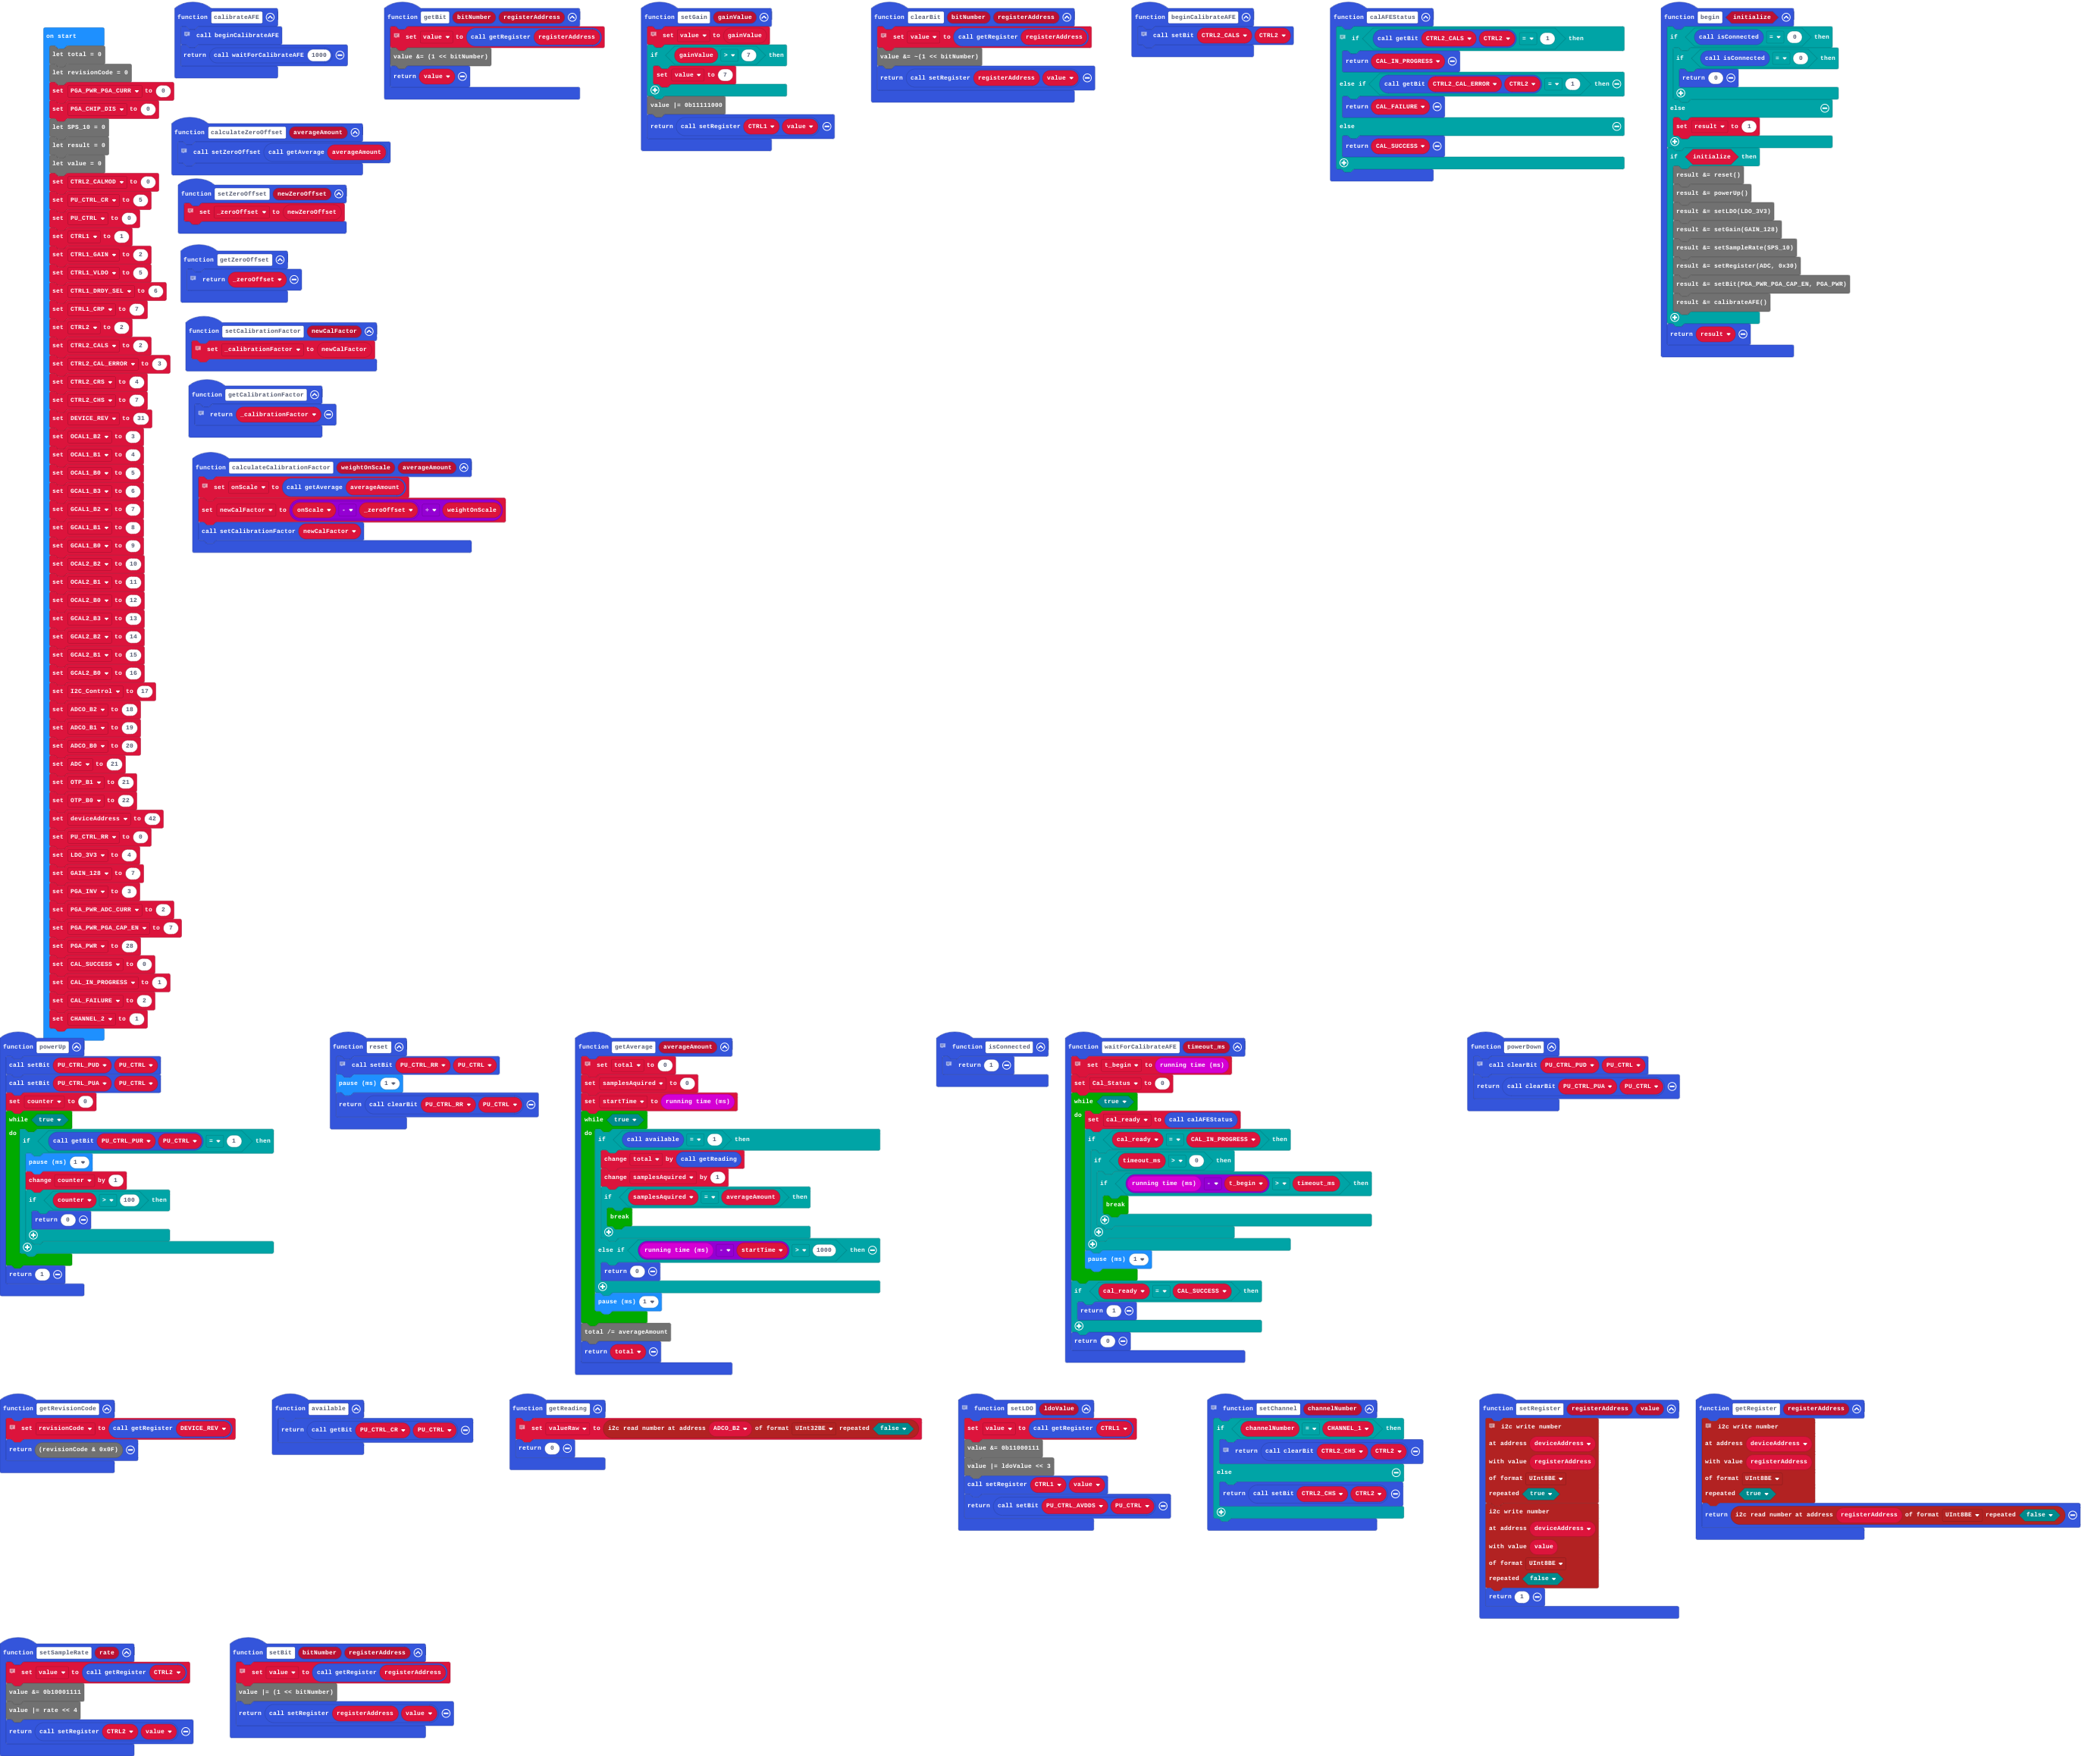 on start
let total = 0
let revisionCode = 0
set PGA_PWR_PGA_CURR to 0
set PGA_CHIP_DIS to 0
let SPS_10 = 0
let result = 0
let value = 0
set CTRL2_CALMOD to 0
set PU_CTRL_CR to 5
set PU_CTRL to 0
set CTRL1 to 1
set CTRL1_GAIN to 2
set CTRL1_VLDO to 5
set CTRL1_DRDY_SEL to 6
set CTRL1_CRP to 7
set CTRL2 to 2
set CTRL2_CALS to 2
set CTRL2_CAL_ERROR to 3
set CTRL2_CRS to 4
set CTRL2_CHS to 7
set DEVICE_REV to 31
set OCAL1_B2 to 3
set OCAL1_B1 to 4
set OCAL1_B0 to 5
set GCAL1_B3 to 6
set GCAL1_B2 to 7
set GCAL1_B1 to 8
set GCAL1_B0 to 9
set OCAL2_B2 to 10
set OCAL2_B1 to 11
set OCAL2_B0 to 12
set GCAL2_B3 to 13
set GCAL2_B2 to 14
set GCAL2_B1 to 15
set GCAL2_B0 to 16
set I2C_Control to 17
set ADCO_B2 to 18
set ADCO_B1 to 19
set ADCO_B0 to 20
set ADC to 21
set OTP_B1 to 21
set OTP_B0 to 22
set deviceAddress to 42
set PU_CTRL_RR to 0
set LDO_3V3 to 4
set GAIN_128 to 7
set PGA_INV to 3
set PGA_PWR_ADC_CURR to 2
set PGA_PWR_PGA_CAP_EN to 7
set PGA_PWR to 28
set CAL_SUCCESS to 0
set CAL_IN_PROGRESS to 1
set CAL_FAILURE to 2
set CHANNEL_2 to 1
function calibrateAFE
call beginCalibrateAFE
return call waitForCalibrateAFE 1000
function calculateZeroOffset averageAmount
call setZeroOffset call getAverage averageAmount
function setZeroOffset newZeroOffset
set _zeroOffset to newZeroOffset
function getZeroOffset
return _zeroOffset
function setCalibrationFactor newCalFactor
set _calibrationFactor to newCalFactor
function getCalibrationFactor
return _calibrationFactor
function calculateCalibrationFactor weightOnScale averageAmount
set onScale to call getAverage averageAmount
set newCalFactor to onScale - _zeroOffset ÷ weightOnScale
call setCalibrationFactor newCalFactor
function getBit bitNumber registerAddress
set value to call getRegister registerAddress
value &= (1 << bitNumber)
return value
function setGain gainValue
set value to gainValue
if gainValue > 7 then
set value to 7
value |= 0b11111000
return call setRegister CTRL1 value
function clearBit bitNumber registerAddress
set value to call getRegister registerAddress
value &= ~(1 << bitNumber)
return call setRegister registerAddress value
function beginCalibrateAFE
call setBit CTRL2_CALS CTRL2
function calAFEStatus
if call getBit CTRL2_CALS CTRL2 = 1 then
return CAL_IN_PROGRESS
else if call getBit CTRL2_CAL_ERROR CTRL2 = 1 then
return CAL_FAILURE
else
return CAL_SUCCESS
function begin initialize
if call isConnected = 0 then
if call isConnected = 0 then
return 0
else
set result to 1
if initialize then
result &= reset()
result &= powerUp()
result &= setLDO(LDO_3V3)
result &= setGain(GAIN_128)
result &= setSampleRate(SPS_10)
result &= setRegister(ADC, 0x30)
result &= setBit(PGA_PWR_PGA_CAP_EN, PGA_PWR)
result &= calibrateAFE()
return result
function powerUp
call setBit PU_CTRL_PUD PU_CTRL
call setBit PU_CTRL_PUA PU_CTRL
set counter to 0
while true
do if call getBit PU_CTRL_PUR PU_CTRL = 1 then
pause (ms) 1
change counter by 1
if counter > 100 then
return 0
return 1
function reset
call setBit PU_CTRL_RR PU_CTRL
pause (ms) 1
return call clearBit PU_CTRL_RR PU_CTRL
function getAverage averageAmount
set total to 0
set samplesAquired to 0
set startTime to running time (ms)
while true
do if call available = 1 then
change total by call getReading
change samplesAquired by 1
if samplesAquired = averageAmount then
break
else if running time (ms) - startTime > 1000 then
return 0
pause (ms) 1
total /= averageAmount
return total
function isConnected
return 1
function waitForCalibrateAFE timeout_ms
set t_begin to running time (ms)
set Cal_Status to 0
while true
do set cal_ready to call calAFEStatus
if cal_ready = CAL_IN_PROGRESS then
if timeout_ms > 0 then
if running time (ms) - t_begin > timeout_ms then
break
pause (ms) 1
if cal_ready = CAL_SUCCESS then
return 1
return 0
function powerDown
call clearBit PU_CTRL_PUD PU_CTRL
return call clearBit PU_CTRL_PUA PU_CTRL
function getRevisionCode
set revisionCode to call getRegister DEVICE_REV
return (revisionCode & 0x0F)
function available
return call getBit PU_CTRL_CR PU_CTRL
function getReading
set valueRaw to i2c read number at address ADCO_B2 of format UInt32BE repeated false
return 0
function setLDO ldoValue
set value to call getRegister CTRL1
value &= 0b11000111
value |= ldoValue << 3
call setRegister CTRL1 value
return call setBit PU_CTRL_AVDDS PU_CTRL
function setChannel channelNumber
if channelNumber = CHANNEL_1 then
return call clearBit CTRL2_CHS CTRL2
else
return call setBit CTRL2_CHS CTRL2
function setRegister registerAddress value
i2c write number
at address deviceAddress
with value registerAddress
of format UInt8BE
repeated true
i2c write number
at address deviceAddress
with value value
of format UInt8BE
repeated false
return 1
function getRegister registerAddress
i2c write number
at address deviceAddress
with value registerAddress
of format UInt8BE
repeated true
return i2c read number at address registerAddress of format UInt8BE repeated false
function setSampleRate rate
set value to call getRegister CTRL2
value &= 0b10001111
value |= rate << 4
return call setRegister CTRL2 value
function setBit bitNumber registerAddress
set value to call getRegister registerAddress
value |= (1 << bitNumber)
return call setRegister registerAddress value